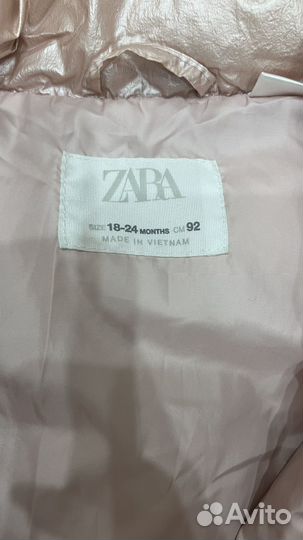 ZARA
SIZE 18-24 MONTHS CM 92
MADE IN VIETNAM
Avito